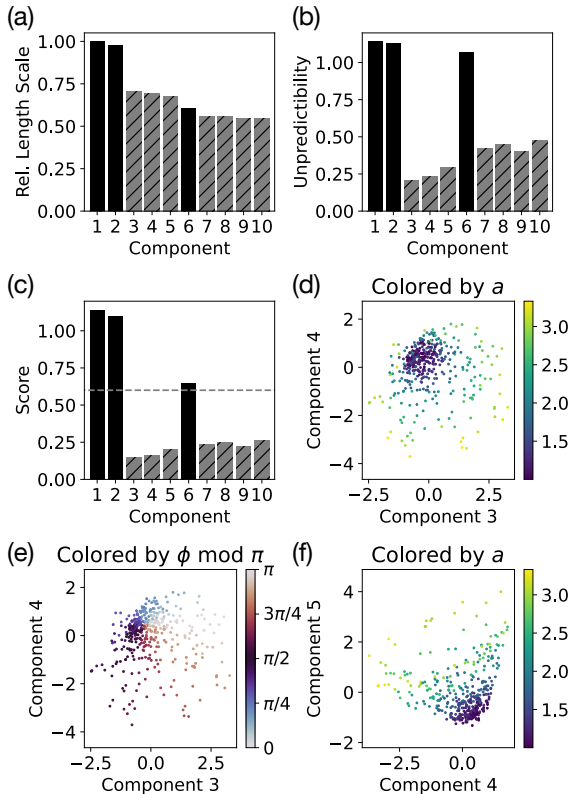 (a)
1.00
0.75
0.50
0.25
0.00
Rel. Length Scale
1 2 3 4 5 6 7 8 9 10
Component
(b)
1.00
0.75
0.50
0.25
0.00
Unpredictibility
1 2 3 4 5 6 7 8 9 10
Component
(c)
1.00
0.75
0.50
0.25
0.00
Score
1 2 3 4 5 6 7 8 9 10
Component
(d)
Colored by a
2
0
−2
−4
Component 4
−2.5 0.0 2.5
Component 3
3.0
2.5
2.0
1.5
(e)
Colored by ϕ mod π
2
0
−2
−4
Component 4
−2.5 0.0 2.5
Component 3
π
3π/4
π/2
π/4
0
(f)
Colored by a
4
2
0
−2
Component 5
−2.5 0.0
Component 4
3.0
2.5
2.0
1.5